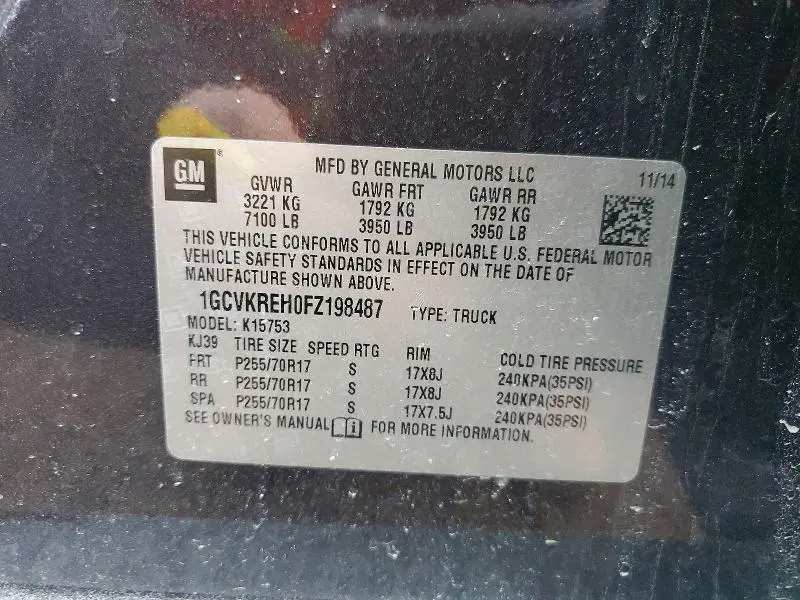 GM®
MFD BY GENERAL MOTORS LLC 11/14
GVWR GAWR FRT GAWR RR
3221 KG 1792 KG 1792 KG
7100 LB 3950 LB 3950 LB
THIS VEHICLE CONFORMS TO ALL APPLICABLE U.S. FEDERAL MOTOR
VEHICLE SAFETY STANDARDS IN EFFECT ON THE DATE OF
MANUFACTURE SHOWN ABOVE.
1GCVKREH0FZ198487 TYPE: TRUCK
MODEL: K15753
KJ39 TIRE SIZE SPEED RTG RIM COLD TIRE PRESSURE
FRT P255/70R17 S 17X8J 240KPA(35PSI)
RR P255/70R17 S 17X8J 240KPA(35PSI)
SPA P255/70R17 S 17X7.5J 240KPA(35PSI)
SEE OWNER'S MANUAL FOR MORE INFORMATION.